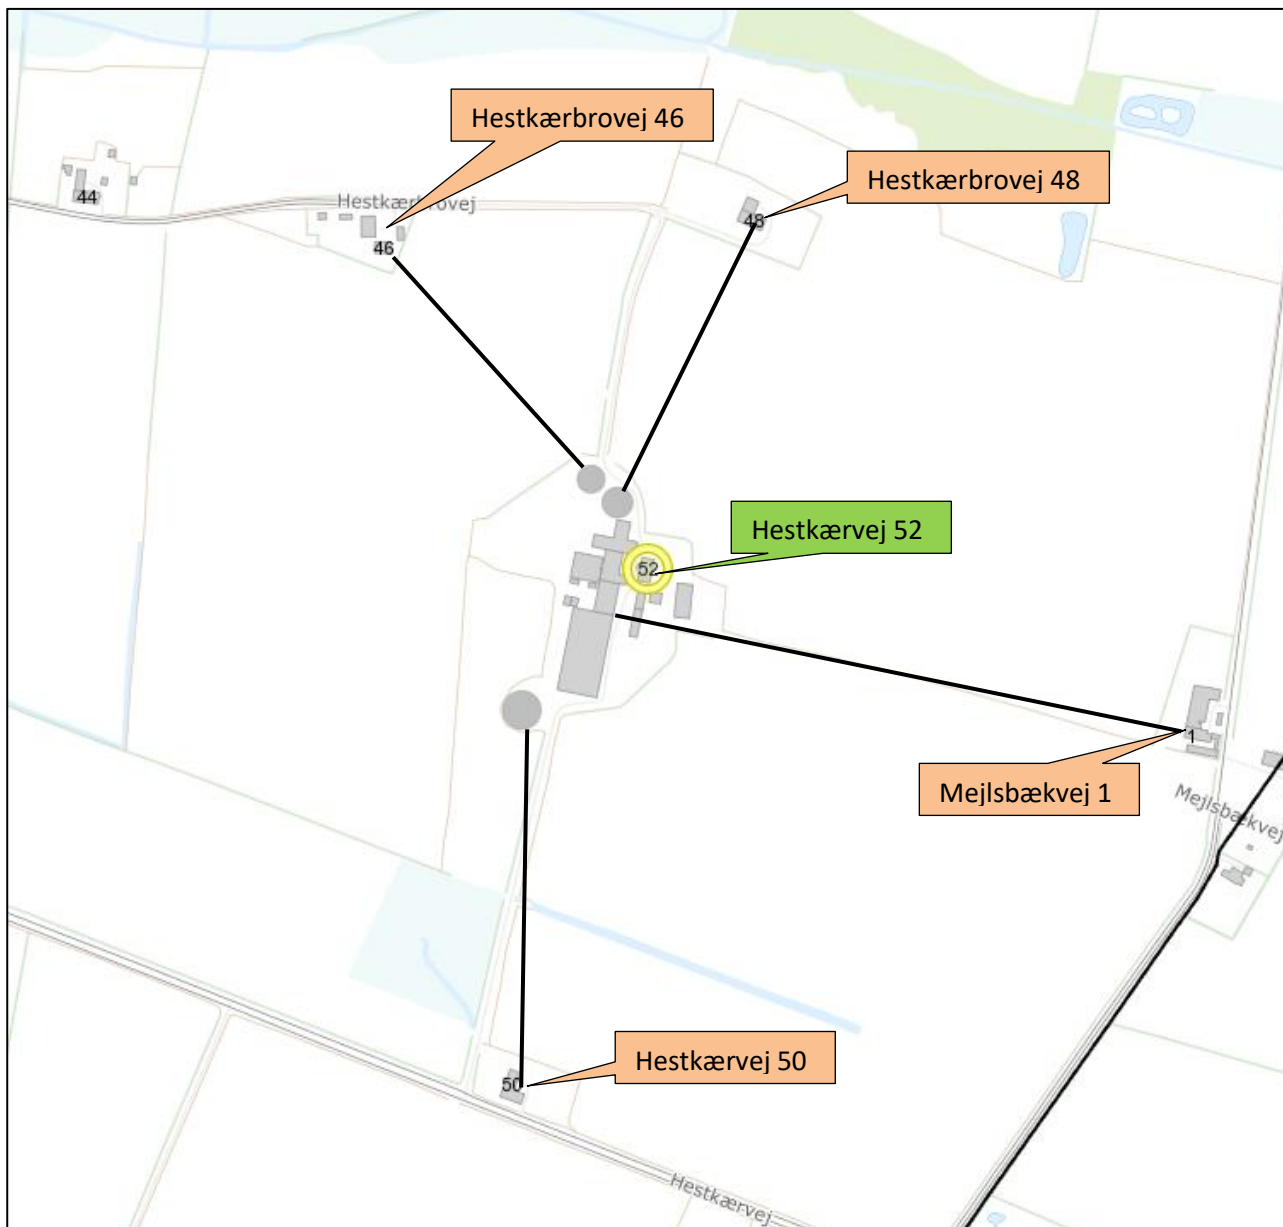 Hestkærbrovej 46
Hestkærbrovej 48
44
Hestkærbrovej
48
46
Hestkærvej 52
52
1
Mejlsbækvej 1
Mejlsbækvej
Hestkærvej 50
50
Hestkærvej